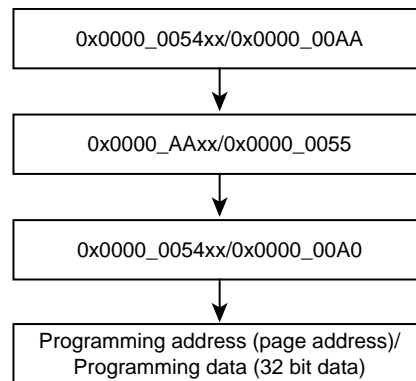 0x0000_0054xx/0x0000_00AA
0x0000_AAxx/0x0000_0055
0x0000_0054xx/0x0000_00A0
Programming address (page address)/
Programming data (32 bit data)